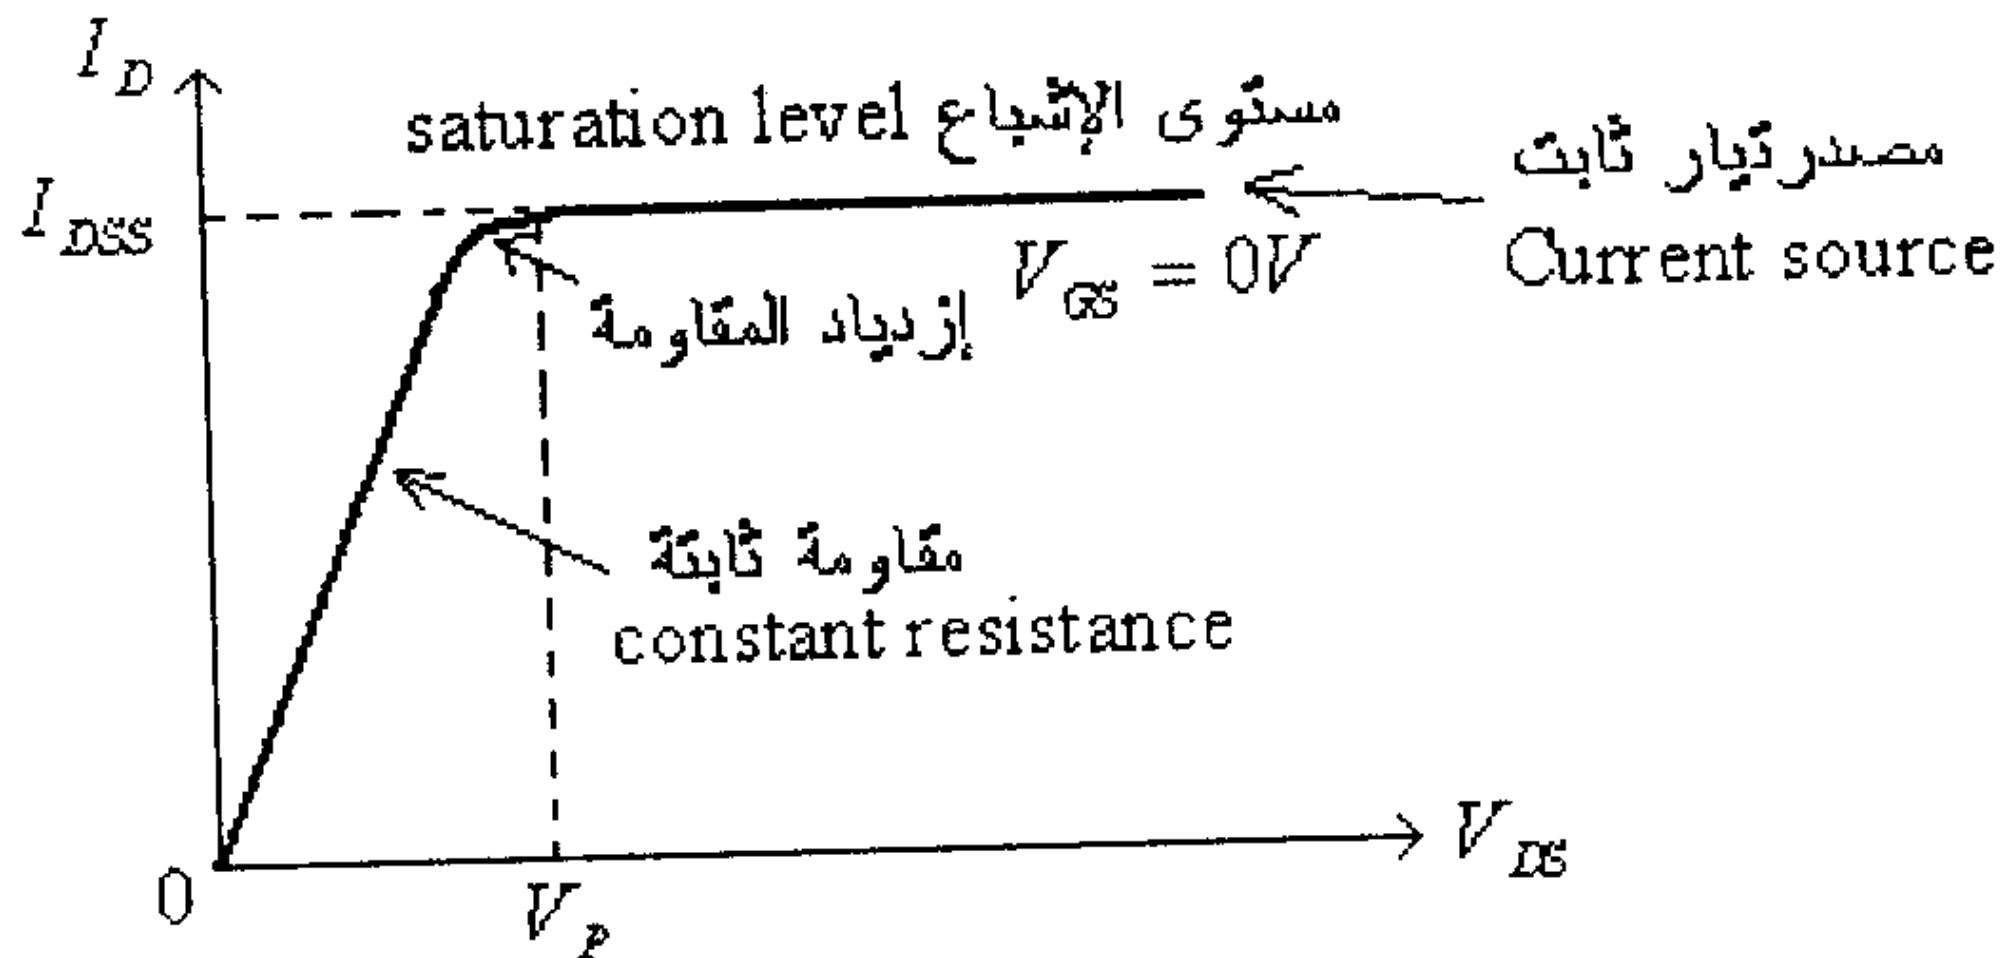 I_D
saturation level مستوى الإشباع
مصدر تيار ثابت
Current source
I_DSS
V_GS = 0V
إزدياد المقاومة
مقاومة ثابتة
constant resistance
V_DS
0
V_P